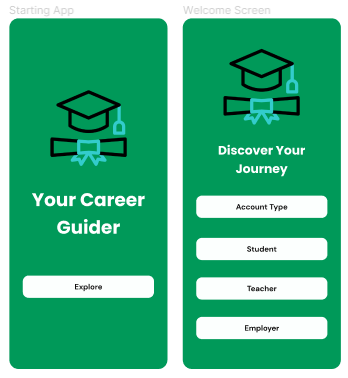 Starting App
Your Career
Guider
Explore
Welcome Screen
Discover Your
Journey
Account Type
Student
Teacher
Employer